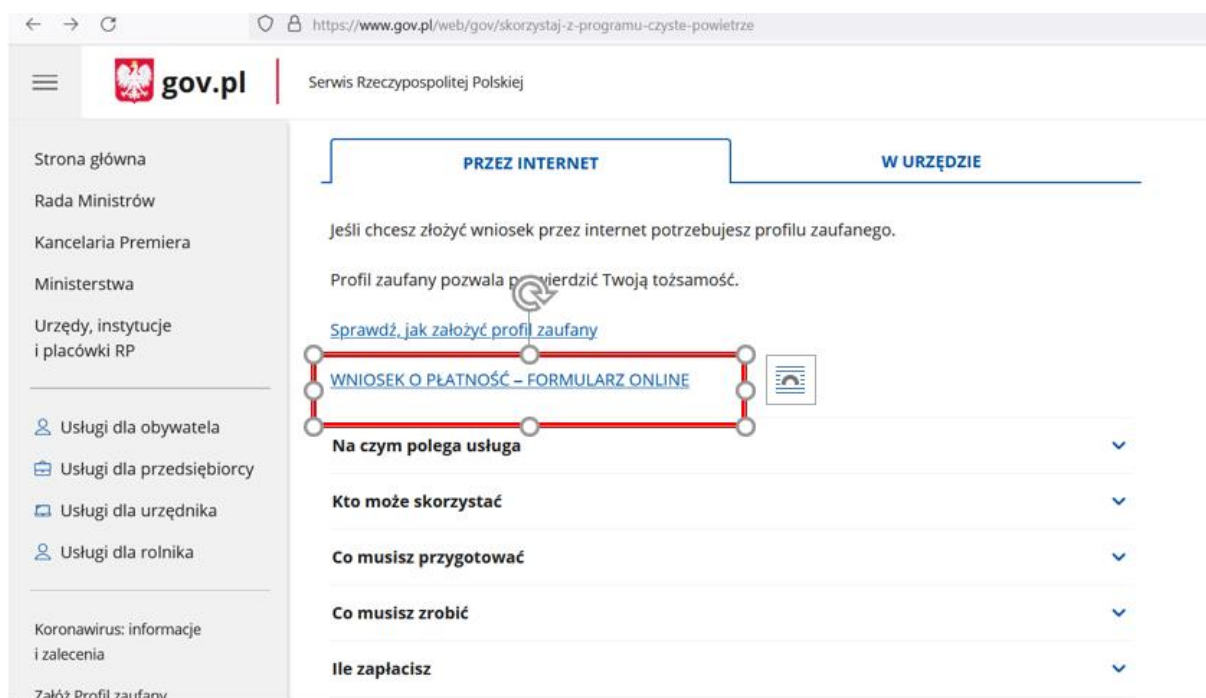 https://www.gov.pl/web/gov/skorzystaj-z-programu-czyste-powietrze
gov.pl
Serwis Rzeczypospolitej Polskiej
Strona główna
Rada Ministrów
Kancelaria Premiera
Ministerstwa
Urzędy, instytucje
i placówki RP
Usługi dla obywatela
Usługi dla przedsiębiorcy
Usługi dla urzędnika
Usługi dla rolnika
Koronawirus: informacje
i zalecenia
Załóż Profil zaufany
PRZEZ INTERNET
W URZĘDZIE
Jeśli chcesz złożyć wniosek przez internet potrzebujesz profilu zaufanego.
Profil zaufany pozwala potwierdzić Twoją tożsamość.
Sprawdź, jak założyć profil zaufany
WNIOSEK O PŁATNOŚĆ – FORMULARZ ONLINE
Na czym polega usługa
Kto może skorzystać
Co musisz przygotować
Co musisz zrobić
Ile zapłacisz